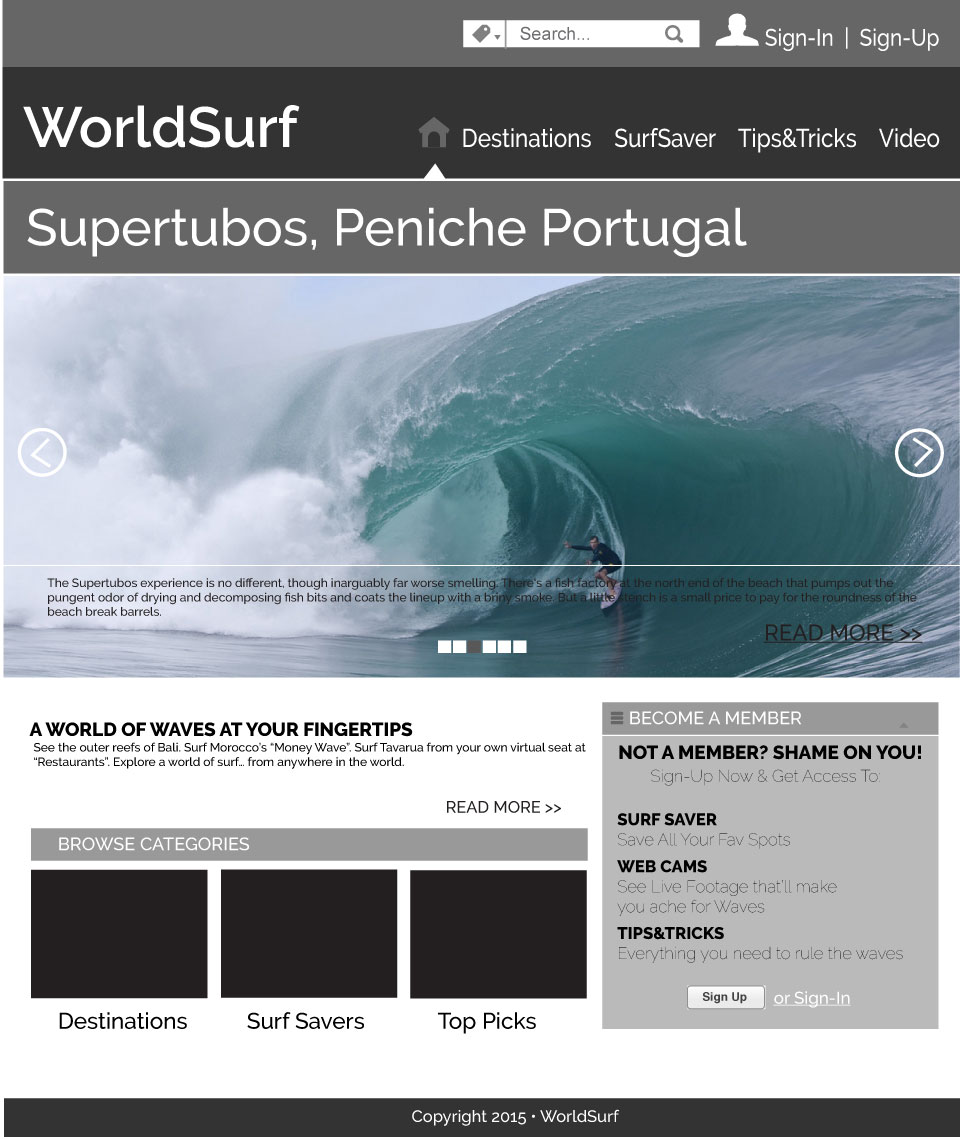 Search...
Sign-In | Sign-Up
WorldSurf
Destinations SurfSaver Tips&Tricks Video
Supertubos, Peniche Portugal
The Supertubos experience is no different, though inarguably far worse smelling. There's a fish factory at the north end of the beach that pumps out the
pungent odor of drying and decomposing fish bits and coats the lineup with a briny smoke. But a little stench is a small price to pay for the roundness of the
beach break barrels.
READ MORE >>
A WORLD OF WAVES AT YOUR FINGERTIPS
See the outer reefs of Bali. Surf Morocco's “Money Wave”. Surf Tavarua from your own virtual seat at
“Restaurants”. Explore a world of surf... from anywhere in the world.
READ MORE >>
BROWSE CATEGORIES
Destinations
Surf Savers
Top Picks
BECOME A MEMBER
NOT A MEMBER? SHAME ON YOU!
Sign-Up Now & Get Access To:
SURF SAVER
Save All Your Fav Spots
WEB CAMS
See Live Footage that'll make
you ache for Waves
TIPS&TRICKS
Everything you need to rule the waves
Sign Up or Sign-In
Copyright 2015 • WorldSurf